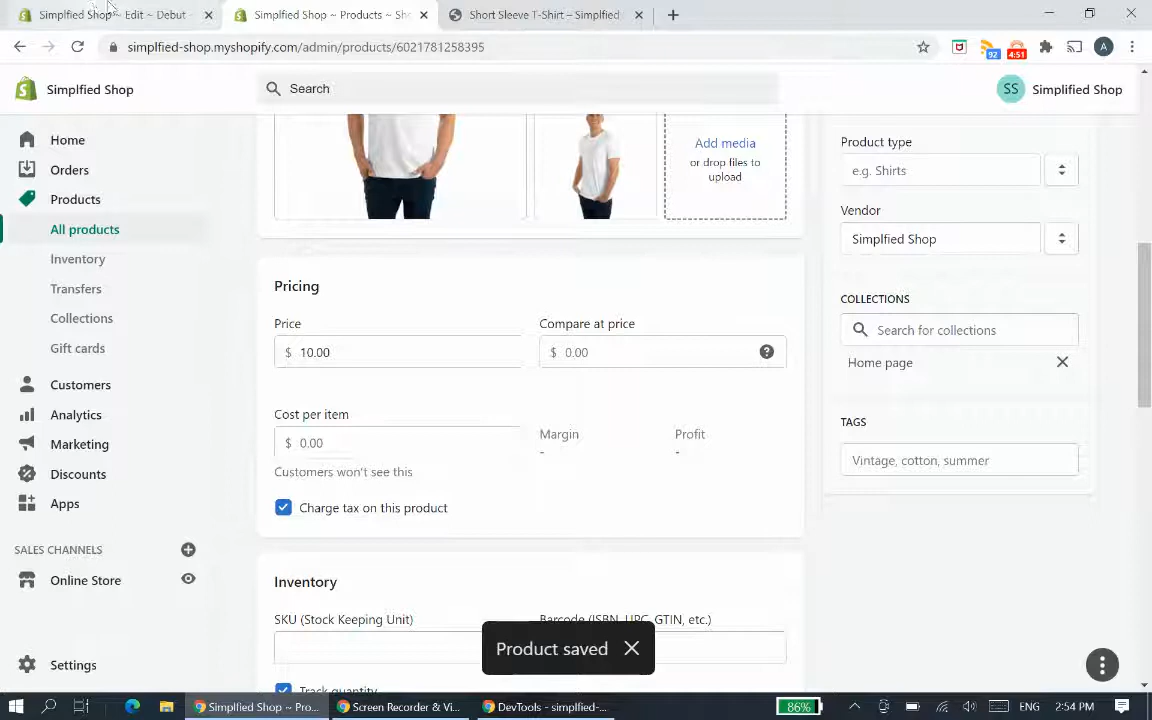 Simplfied Shop ~ Edit ~ Debut
Simplfied Shop ~ Products ~ Sh
Short Sleeve T-Shirt – Simplfied
simplfied-shop.myshopify.com/admin/products/6021781258395
92
4:51
A
Simplfied Shop
Search
SS
Simplfied Shop
Home
Orders
Products
All products
Inventory
Transfers
Collections
Gift cards
Customers
Analytics
Marketing
Discounts
Apps
SALES CHANNELS
Online Store
Settings
Add media
or drop files to
upload
Pricing
Price
Compare at price
$ 10.00
$ 0.00
Cost per item
$ 0.00
Margin
-
Profit
-
Customers won't see this
Charge tax on this product
Inventory
SKU (Stock Keeping Unit)
Barcode (ISBN, UPC, GTIN, etc.)
Track quantity
Product saved
Product type
e.g. Shirts
Vendor
Simplfied Shop
COLLECTIONS
Search for collections
Home page
TAGS
Vintage, cotton, summer
Simplfied Shop ~ Pro...
Screen Recorder & Vi...
DevTools - simplfied-...
86%
ENG
2:54 PM